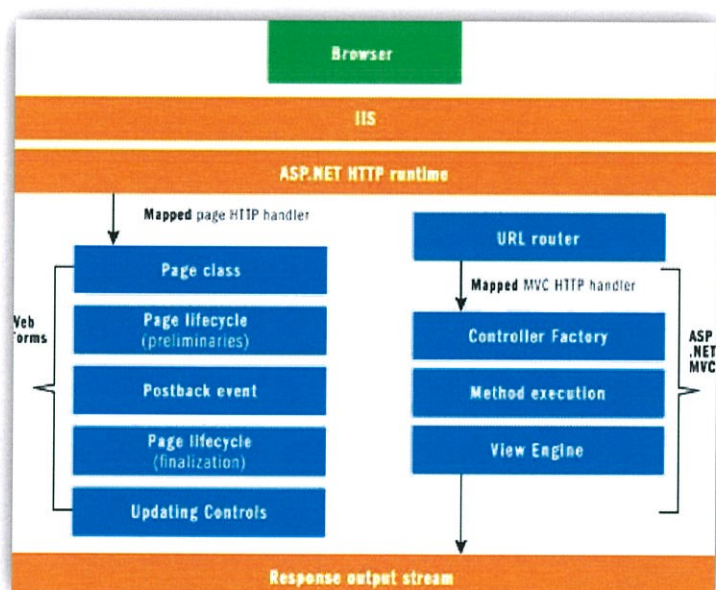 Browser
IIS
ASP.NET HTTP runtime
Mapped page HTTP handler
Page class
Page lifecycle
(preliminaries)
Postback event
Page lifecycle
(finalization)
Updating Controls
Web
Forms
URL router
Mapped MVC HTTP handler
Controller Factory
Method execution
View Engine
ASP
.NET
MVC
Response output stream